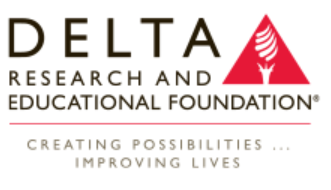 DELTA
RESEARCH AND
EDUCATIONAL FOUNDATION®
CREATING POSSIBILITIES ...
IMPROVING LIVES